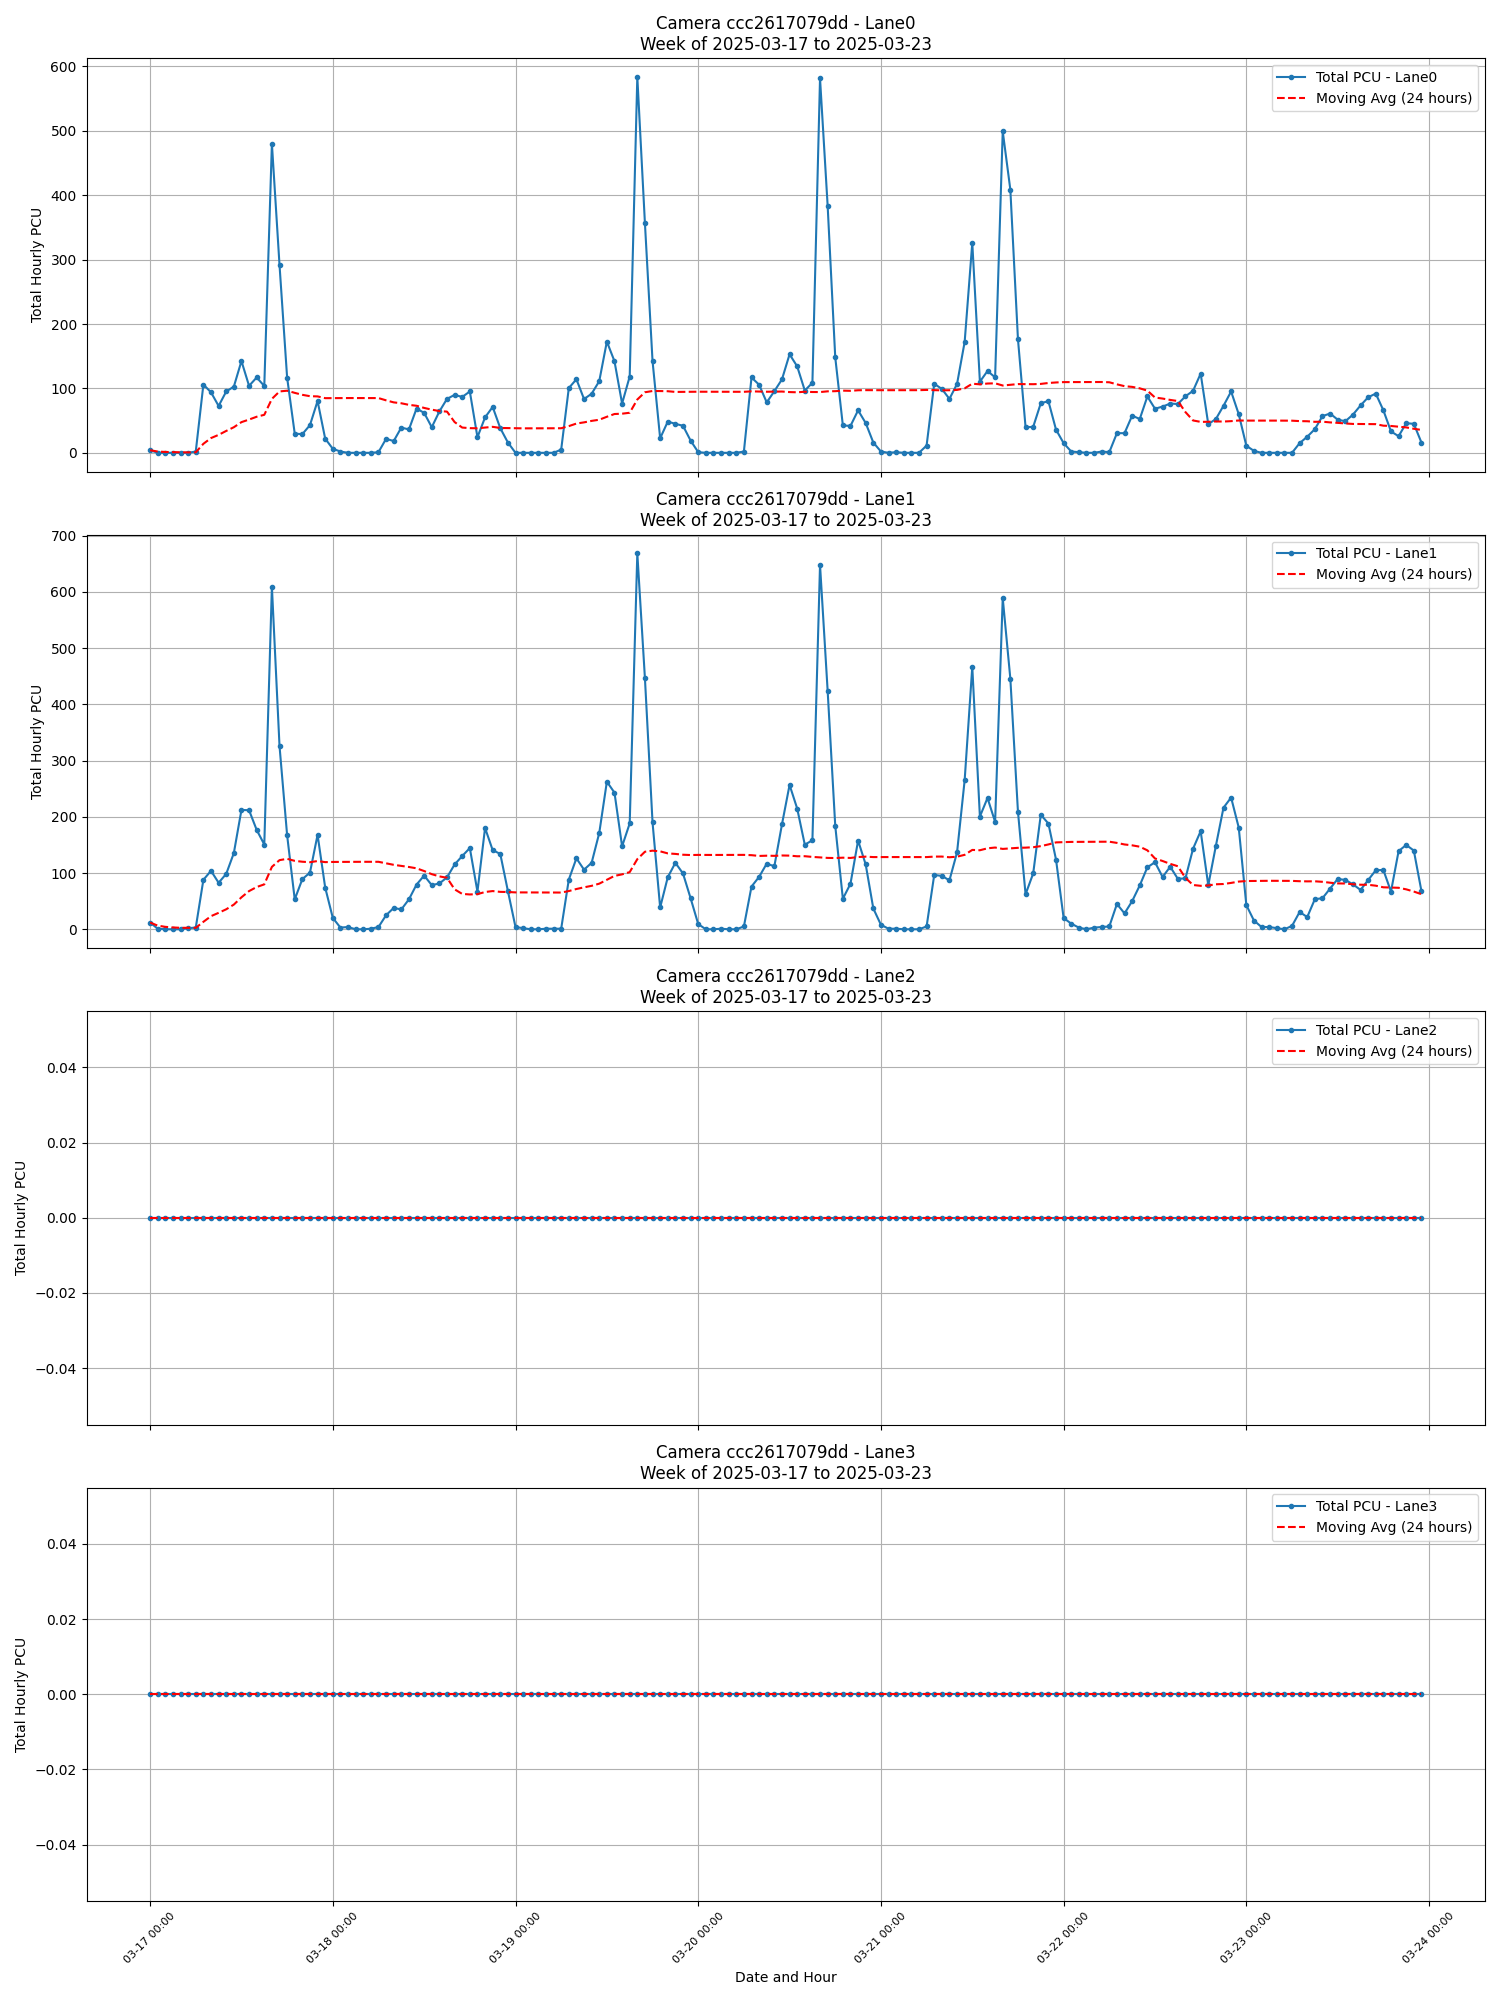 Camera ccc2617079dd - Lane0
Week of 2025-03-17 to 2025-03-23
Total PCU - Lane0
Moving Avg (24 hours)
Total Hourly PCU
600
500
400
300
200
100
0
Camera ccc2617079dd - Lane1
Week of 2025-03-17 to 2025-03-23
Total PCU - Lane1
Moving Avg (24 hours)
Total Hourly PCU
700
600
500
400
300
200
100
0
Camera ccc2617079dd - Lane2
Week of 2025-03-17 to 2025-03-23
Total PCU - Lane2
Moving Avg (24 hours)
Total Hourly PCU
0.04
0.02
0.00
−0.02
−0.04
Camera ccc2617079dd - Lane3
Week of 2025-03-17 to 2025-03-23
Total PCU - Lane3
Moving Avg (24 hours)
Total Hourly PCU
0.04
0.02
0.00
−0.02
−0.04
03-17 00:00
03-18 00:00
03-19 00:00
03-20 00:00
03-21 00:00
03-22 00:00
03-23 00:00
03-24 00:00
Date and Hour